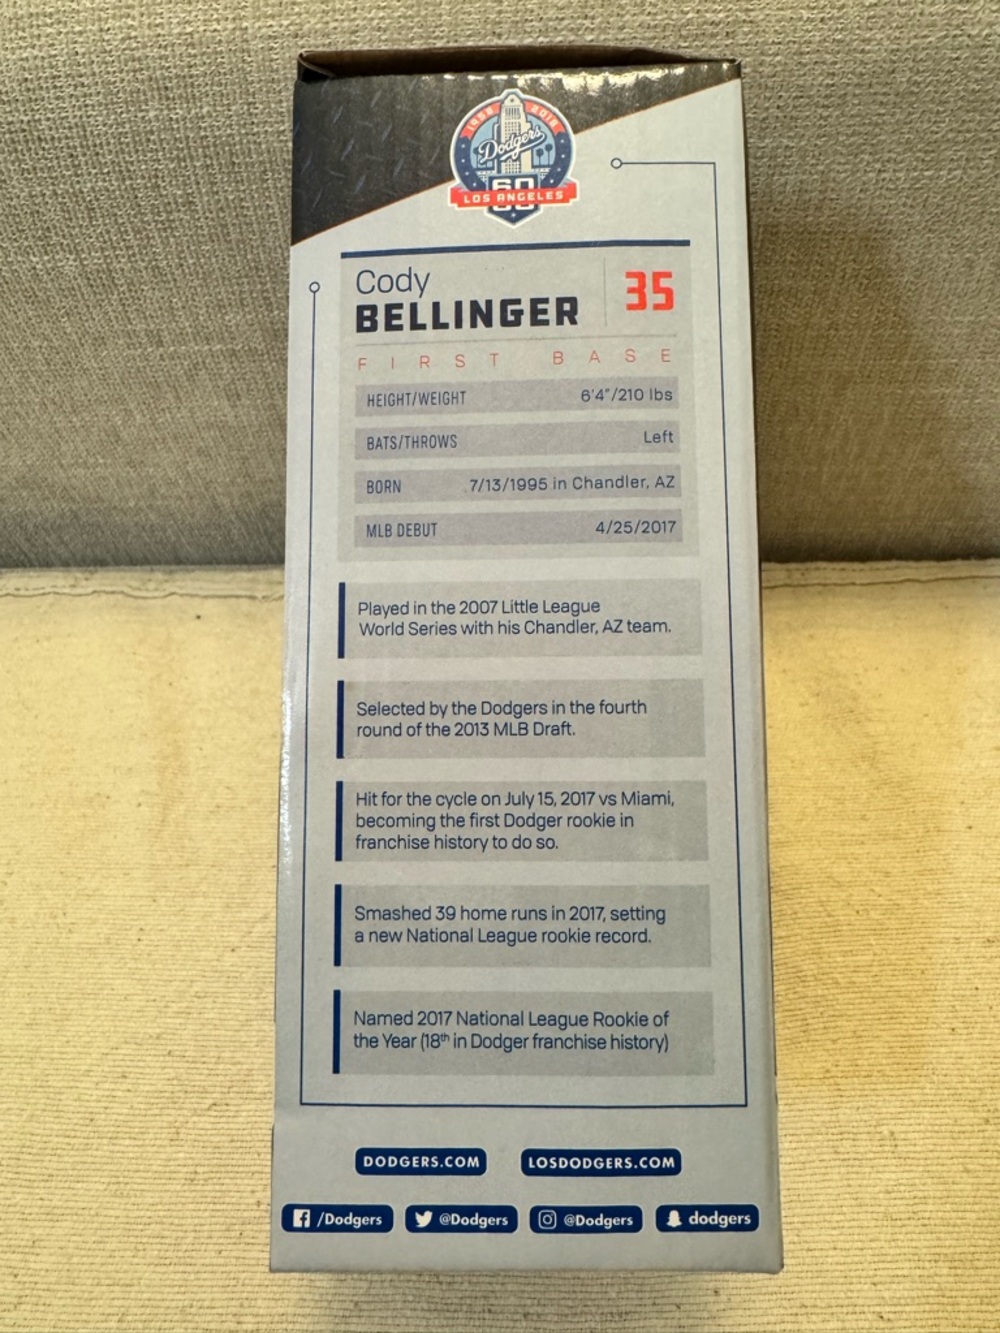 1958 2018
Dodgers
60
LOS ANGELES
Cody
BELLINGER
35
FIRST BASE
HEIGHT/WEIGHT 6'4"/210 lbs
BATS/THROWS Left
BORN 7/13/1995 in Chandler, AZ
MLB DEBUT 4/25/2017
Played in the 2007 Little League
World Series with his Chandler, AZ team.
Selected by the Dodgers in the fourth
round of the 2013 MLB Draft.
Hit for the cycle on July 15, 2017 vs Miami,
becoming the first Dodger rookie in
franchise history to do so.
Smashed 39 home runs in 2017, setting
a new National League rookie record.
Named 2017 National League Rookie of
the Year (18th in Dodger franchise history)
DODGERS.COM LOSDODGERS.COM
/Dodgers @Dodgers @Dodgers dodgers